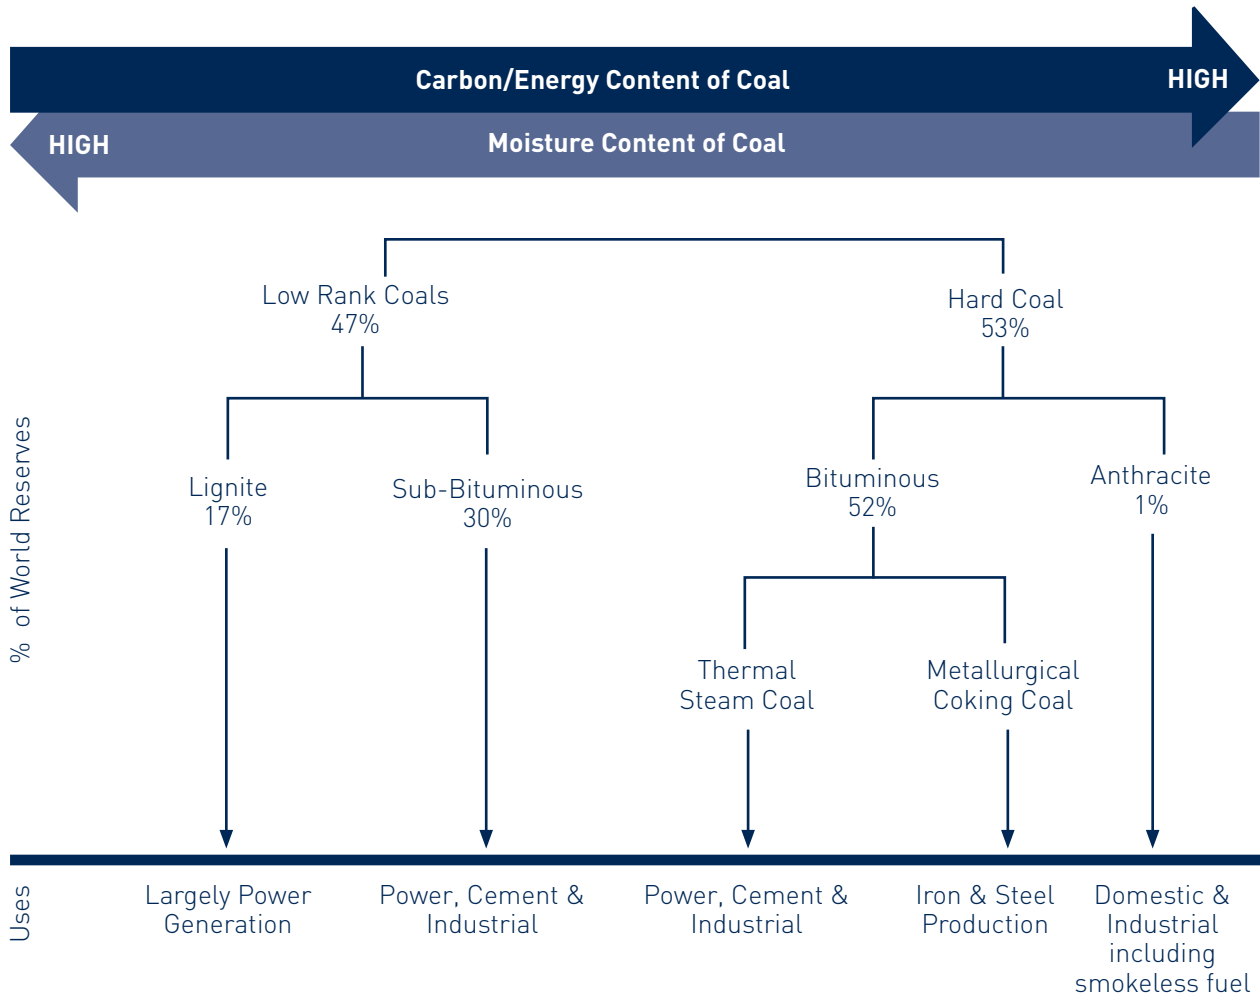 Carbon/Energy Content of Coal
HIGH
HIGH
Moisture Content of Coal
Low Rank Coals
47%
Hard Coal
53%
% of World Reserves
Lignite
17%
Sub-Bituminous
30%
Bituminous
52%
Anthracite
1%
Thermal
Steam Coal
Metallurgical
Coking Coal
Uses
Largely Power
Generation
Power, Cement &
Industrial
Power, Cement &
Industrial
Iron & Steel
Production
Domestic &
Industrial
including
smokeless fuel